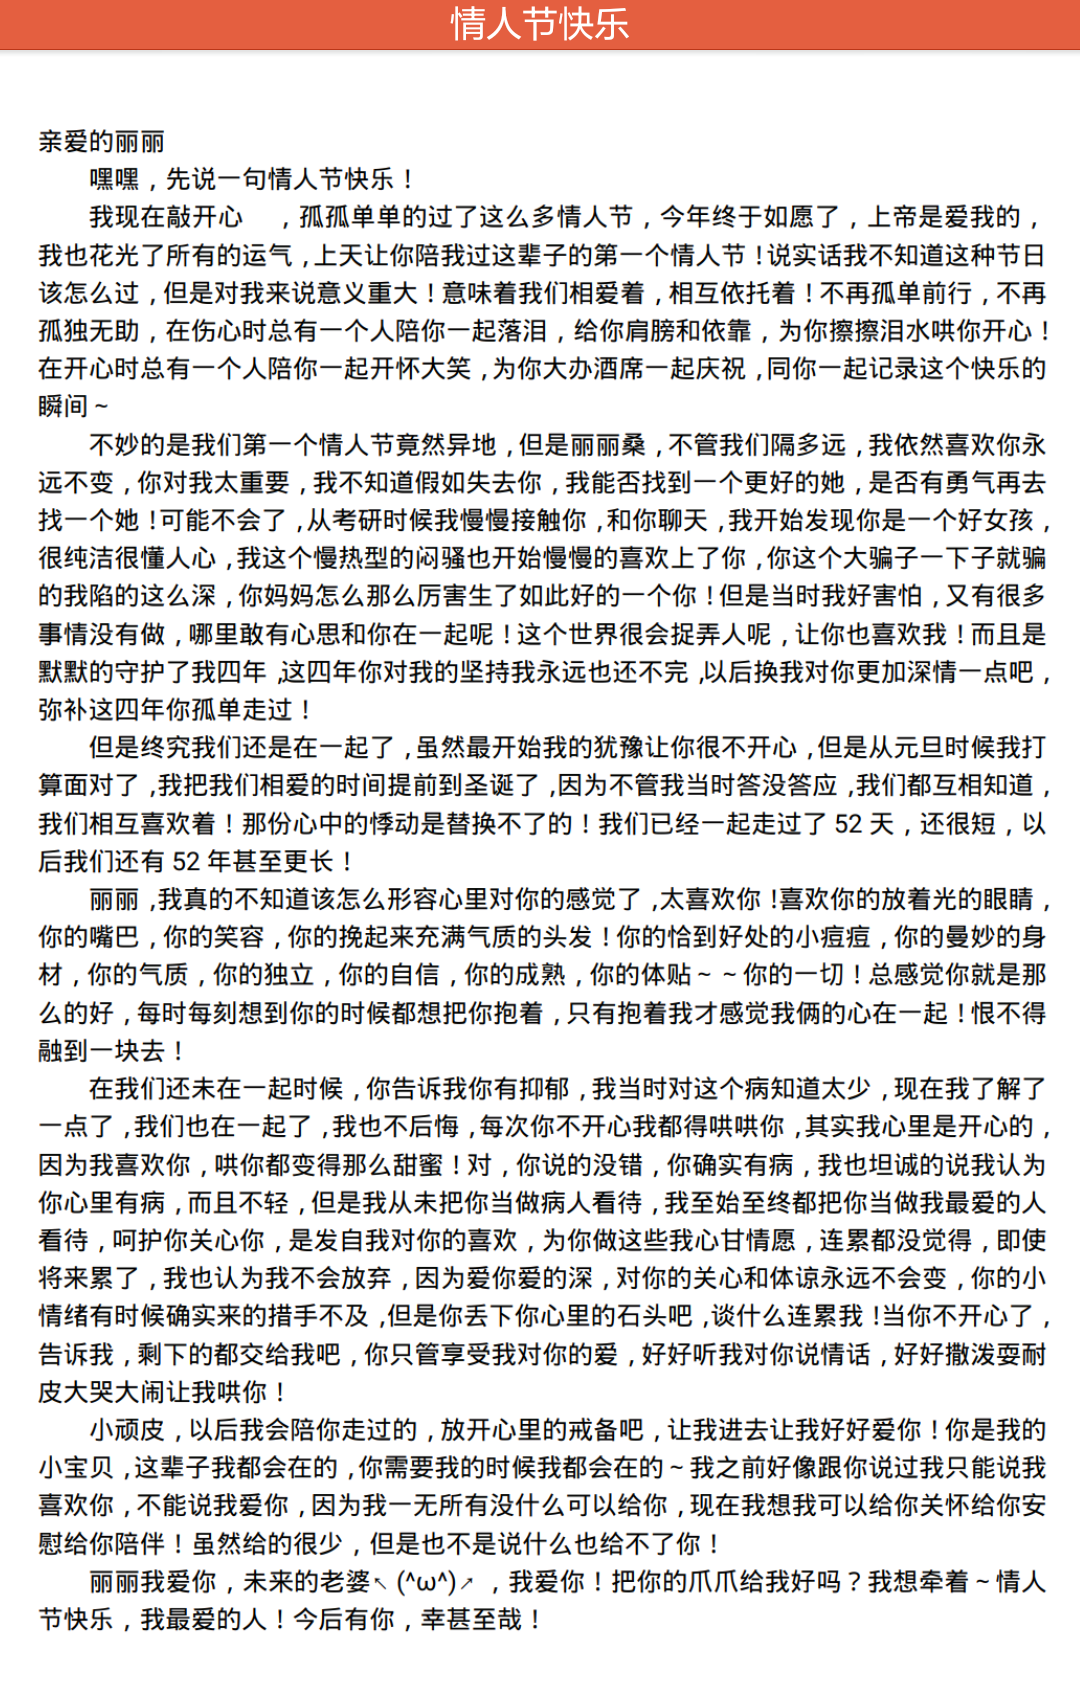 情人节快乐
亲爱的丽丽
嘿嘿，先说一句情人节快乐！
我现在敲开心　，孤孤单单的过了这么多情人节，今年终于如愿了，上帝是爱我的，
我也花光了所有的运气，上天让你陪我过这辈子的第一个情人节！说实话我不知道这种节日
该怎么过，但是对我来说意义重大！意味着我们相爱着，相互依托着！不再孤单前行，不再
孤独无助，在伤心时总有一个人陪你一起落泪，给你肩膀和依靠，为你擦擦泪水哄你开心！
在开心时总有一个人陪你一起开怀大笑，为你大办酒席一起庆祝，同你一起记录这个快乐的
瞬间~
不妙的是我们第一个情人节竟然异地，但是丽丽桑，不管我们隔多远，我依然喜欢你永
远不变，你对我太重要，我不知道假如失去你，我能否找到一个更好的她，是否有勇气再去
找一个她！可能不会了，从考研时候我慢慢接触你，和你聊天，我开始发现你是一个好女孩，
很纯洁很懂人心，我这个慢热型的闷骚也开始慢慢的喜欢上了你，你这个大骗子一下子就骗
的我陷的这么深，你妈妈怎么那么厉害生了如此好的一个你！但是当时我好害怕，又有很多
事情没有做，哪里敢有心思和你在一起呢！这个世界很会捉弄人呢，让你也喜欢我！而且是
默默的守护了我四年，这四年你对我的坚持我永远也还不完，以后换我对你更加深情一点吧，
弥补这四年你孤单走过！
但是终究我们还是在一起了，虽然最开始我的犹豫让你很不开心，但是从元旦时候我打
算面对了，我把我们相爱的时间提前到圣诞了，因为不管我当时答没答应，我们都互相知道，
我们相互喜欢着！那份心中的悸动是替换不了的！我们已经一起走过了 52 天，还很短，以
后我们还有 52 年甚至更长！
丽丽，我真的不知道该怎么形容心里对你的感觉了，太喜欢你！喜欢你的放着光的眼睛，
你的嘴巴，你的笑容，你的挽起来充满气质的头发！你的恰到好处的小痘痘，你的曼妙的身
材，你的气质，你的独立，你的自信，你的成熟，你的体贴~ ~你的一切！总感觉你就是那
么的好，每时每刻想到你的时候都想把你抱着，只有抱着我才感觉我俩的心在一起！恨不得
融到一块去！
在我们还未在一起时候，你告诉我你有抑郁，我当时对这个病知道太少，现在我了解了
一点了，我们也在一起了，我也不后悔，每次你不开心我都得哄哄你，其实我心里是开心的，
因为我喜欢你，哄你都变得那么甜蜜！对，你说的没错，你确实有病，我也坦诚的说我认为
你心里有病，而且不轻，但是我从未把你当做病人看待，我至始至终都把你当做我最爱的人
看待，呵护你关心你，是发自我对你的喜欢，为你做这些我心甘情愿，连累都没觉得，即使
将来累了，我也认为我不会放弃，因为爱你爱的深，对你的关心和体谅永远不会变，你的小
情绪有时候确实来的措手不及，但是你丢下你心里的石头吧，谈什么连累我！当你不开心了，
告诉我，剩下的都交给我吧，你只管享受我对你的爱，好好听我对你说情话，好好撒泼耍耐
皮大哭大闹让我哄你！
小顽皮，以后我会陪你走过的，放开心里的戒备吧，让我进去让我好好爱你！你是我的
小宝贝，这辈子我都会在的，你需要我的时候我都会在的~我之前好像跟你说过我只能说我
喜欢你，不能说我爱你，因为我一无所有没什么可以给你，现在我想我可以给你关怀给你安
慰给你陪伴！虽然给的很少，但是也不是说什么也给不了你！
丽丽我爱你，未来的老婆↖(^ω^)↗ ，我爱你！把你的爪爪给我好吗？我想牵着~情人
节快乐，我最爱的人！今后有你，幸甚至哉！